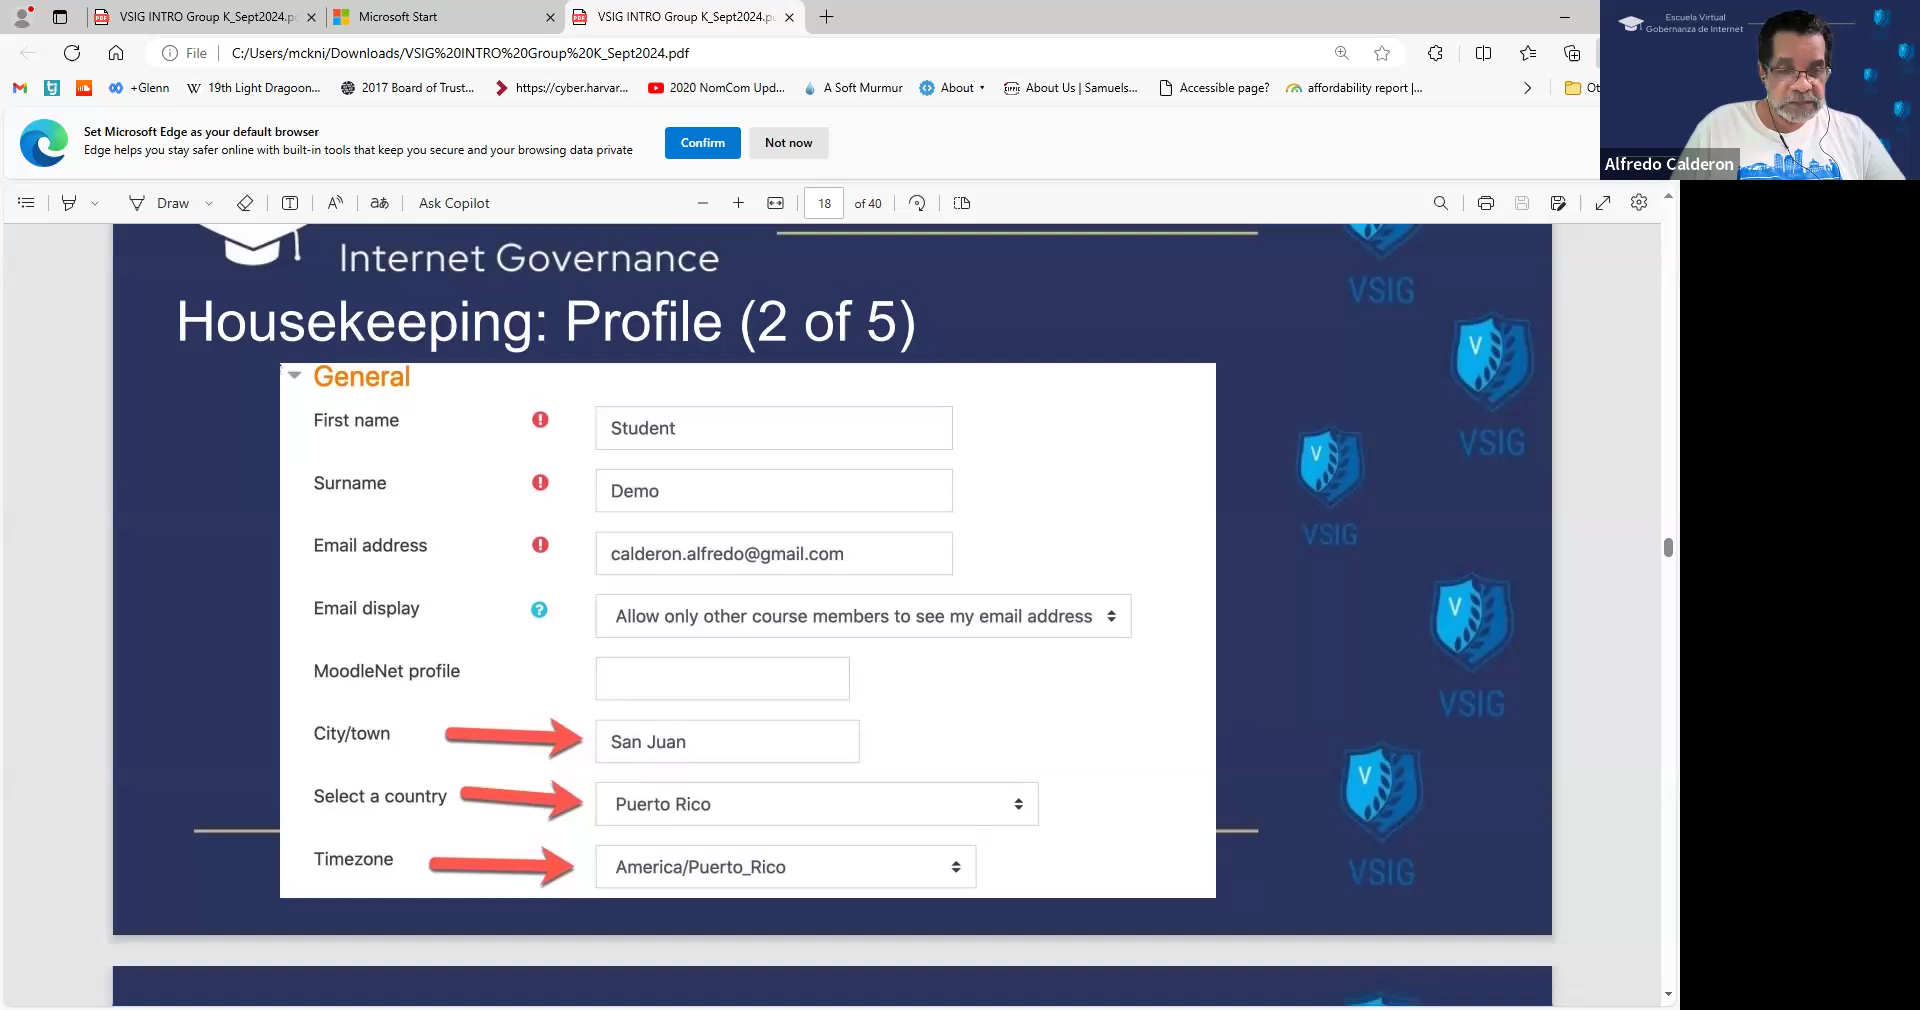 VSIG INTRO Group K_Sept2024.p
Microsoft Start
VSIG INTRO Group K_Sept2024.p
File
C:/Users/mckni/Downloads/VSIG%20INTRO%20Group%20K_Sept2024.pdf
+Glenn
19th Light Dragoon...
2017 Board of Trust...
https://cyber.harvar...
2020 NomCom Upd...
A Soft Murmur
About
About Us | Samuels...
Accessible page?
affordability report |...
Ot
Set Microsoft Edge as your default browser
Edge helps you stay safer online with built-in tools that keep you secure and your browsing data private
Confirm
Not now
Escuela Virtual
Gobernanza de Internet
Alfredo Calderon
Draw
Ask Copilot
18
of 40
Internet Governance
Housekeeping: Profile (2 of 5)
General
First name
Student
Surname
Demo
Email address
calderon.alfredo@gmail.com
Email display
Allow only other course members to see my email address
MoodleNet profile
City/town
San Juan
Select a country
Puerto Rico
Timezone
America/Puerto_Rico
VSIG
V
VSIG
V
VSIG
V
VSIG
V
VSIG